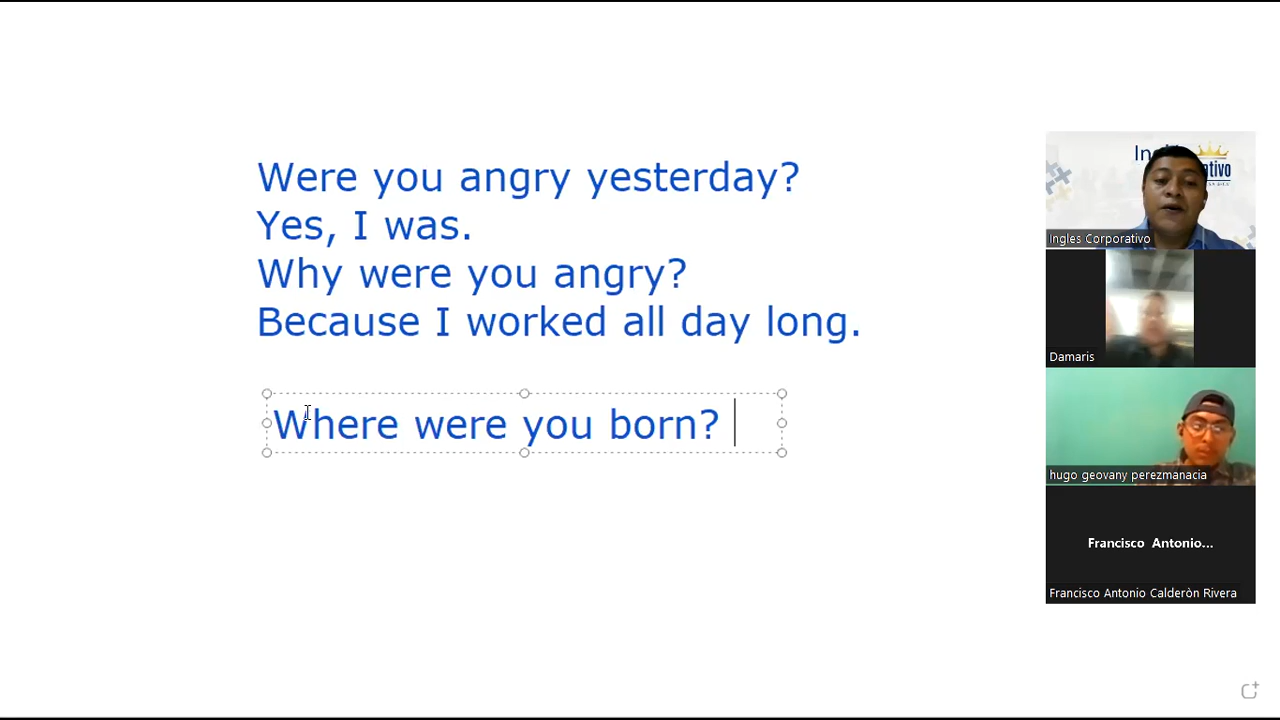 Were you angry yesterday?
Yes, I was.
Why were you angry?
Because I worked all day long.
Where were you born?
Ingles Corporativo
Damaris
hugo geovany perezmanacia
Francisco Antonio...
Francisco Antonio Calderòn Rivera